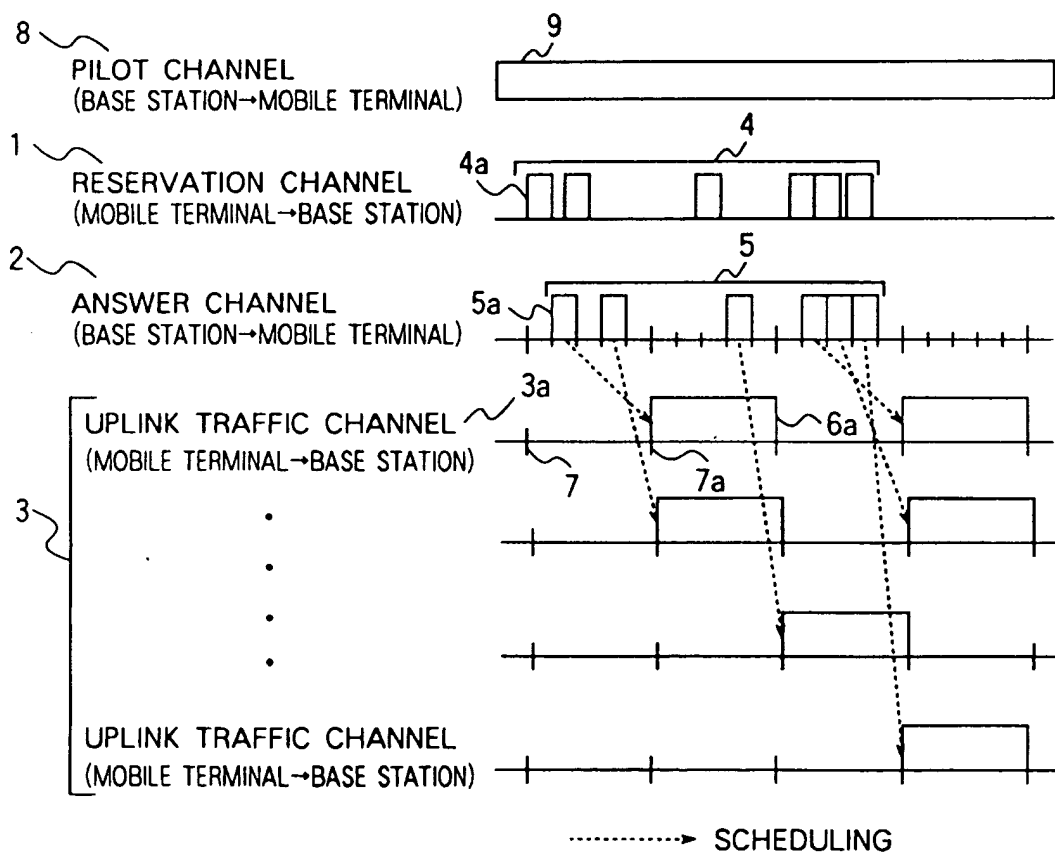 8
PILOT CHANNEL
(BASE STATION→MOBILE TERMINAL)
9
1
RESERVATION CHANNEL
(MOBILE TERMINAL→BASE STATION)
4a
4
2
ANSWER CHANNEL
(BASE STATION→MOBILE TERMINAL)
5a
5
3
UPLINK TRAFFIC CHANNEL
(MOBILE TERMINAL→BASE STATION)
3a
6a
7
7a
UPLINK TRAFFIC CHANNEL
(MOBILE TERMINAL→BASE STATION)
SCHEDULING